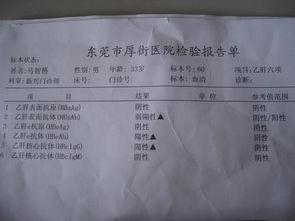 东莞市厚街医院检验报告单
标本状态:
姓名:马智桥 性别:男 年龄:33岁 标本号:60 项目:乙肝六项
科室:新兴门诊部 床号: 门诊号: 标本:血清 诊断:
项目 结果 单位 参考值范围
1 乙肝表面抗原(HBsAg) 阴性 阴性
2 乙肝表面抗体(HBsAb) 弱阳性▲ 阴性/阳性
3 乙肝e抗原(HBeAg) 阴性 阴性
4 乙肝e抗体(HBeAb) 阳性▲ 阴性
5 乙肝核心抗体(HBcIgG) 阳性▲ 阴性
6 乙肝核心抗体(HBcIgM) 阴性 阴性